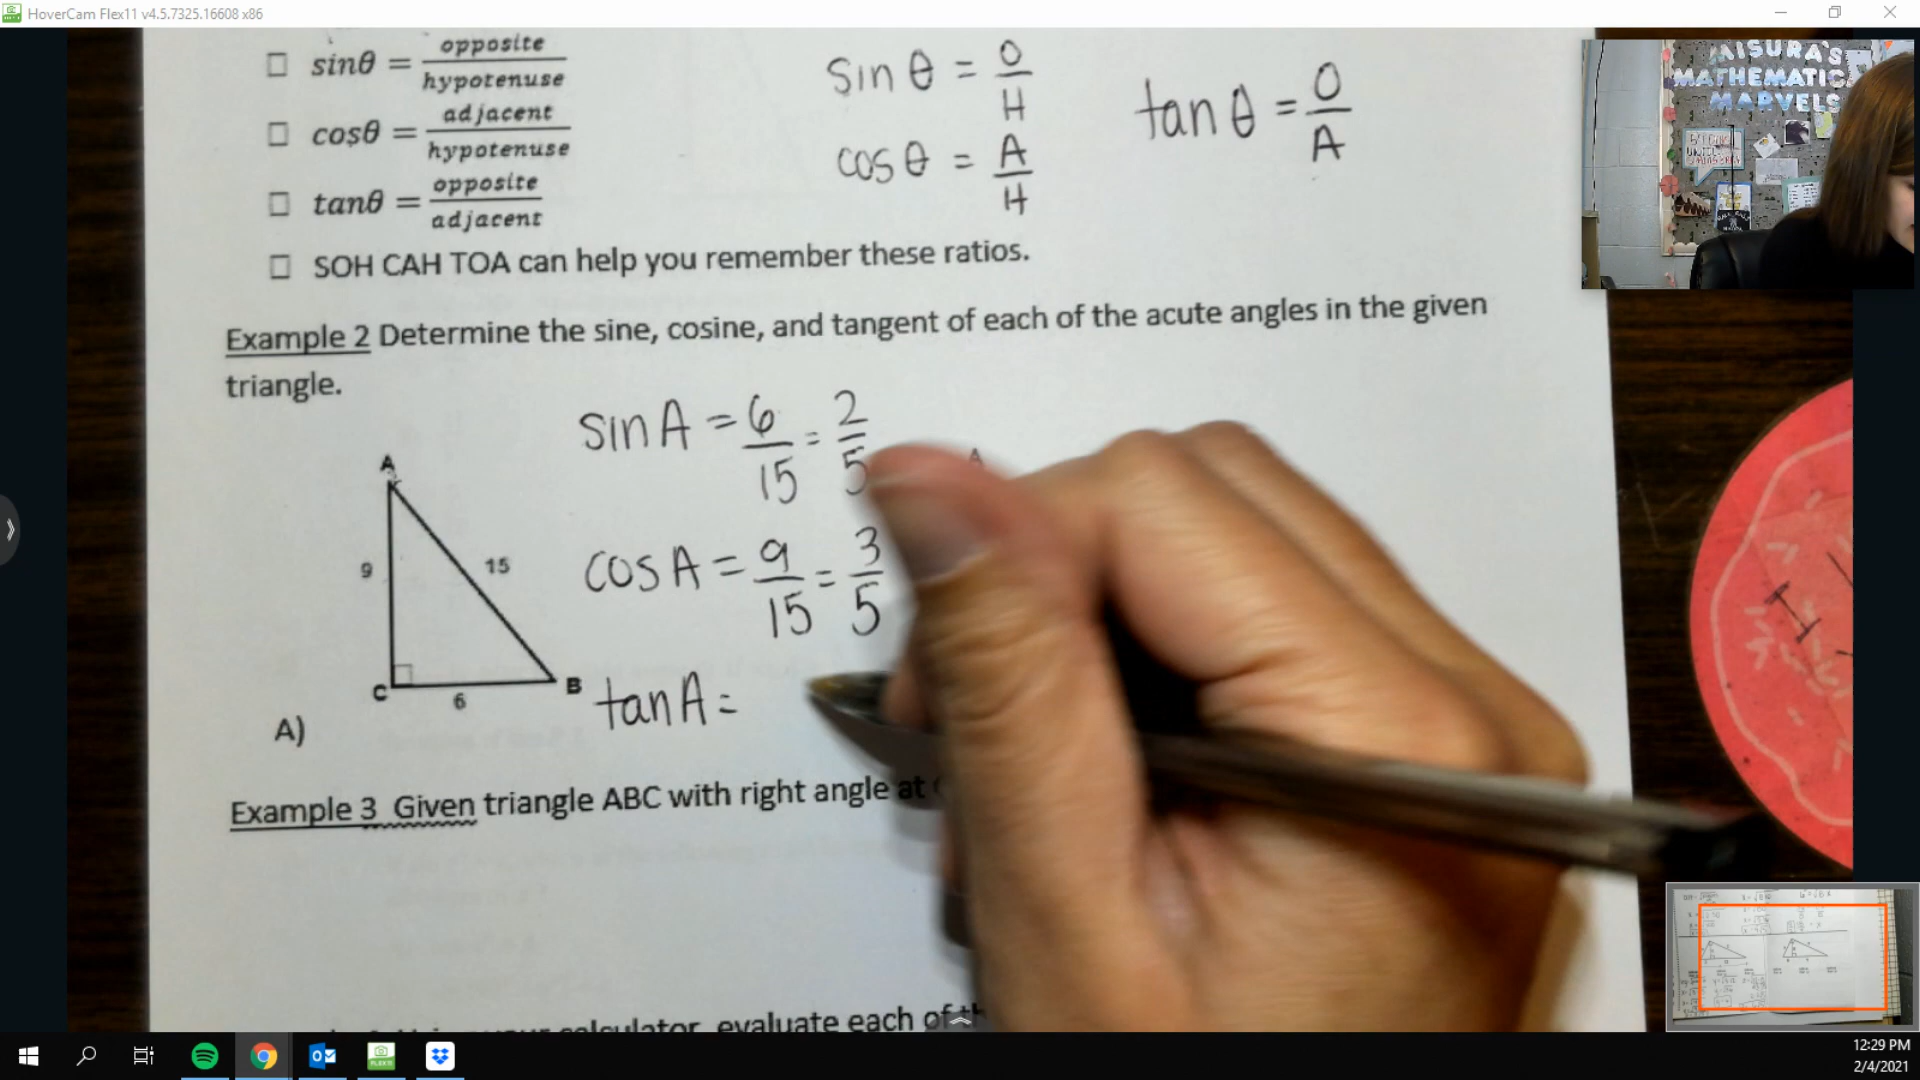 HoverCam Flex11 v4.5.7325.16608 x86
☐ sinθ = opposite/hypotenuse
☐ cosθ = adjacent/hypotenuse
☐ tanθ = opposite/adjacent
sin θ = O/H
cos θ = A/H
tan θ = O/A
☐ SOH CAH TOA can help you remember these ratios.
Example 2 Determine the sine, cosine, and tangent of each of the acute angles in the given
triangle.
sin A = 6/15 = 2/5
cos A = 9/15 = 3/5
tan A =
A
9
15
C
6
B
A)
Example 3 Given triangle ABC with right angle at
calculator, evaluate each of
MISURA'S
MATHEMATIC
MARVELS
12:29 PM
2/4/2021